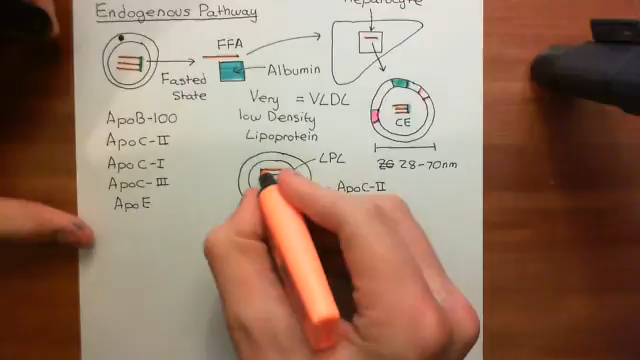 Endogenous Pathway
Hepatocyte
FFA
Albumin
Fasted
State
Very = VLDL
low Density
Lipoprotein
CE
28-70nm
ApoB-100
ApoC-II
ApoC-I
ApoC-III
ApoE
LPL
ApoC-II